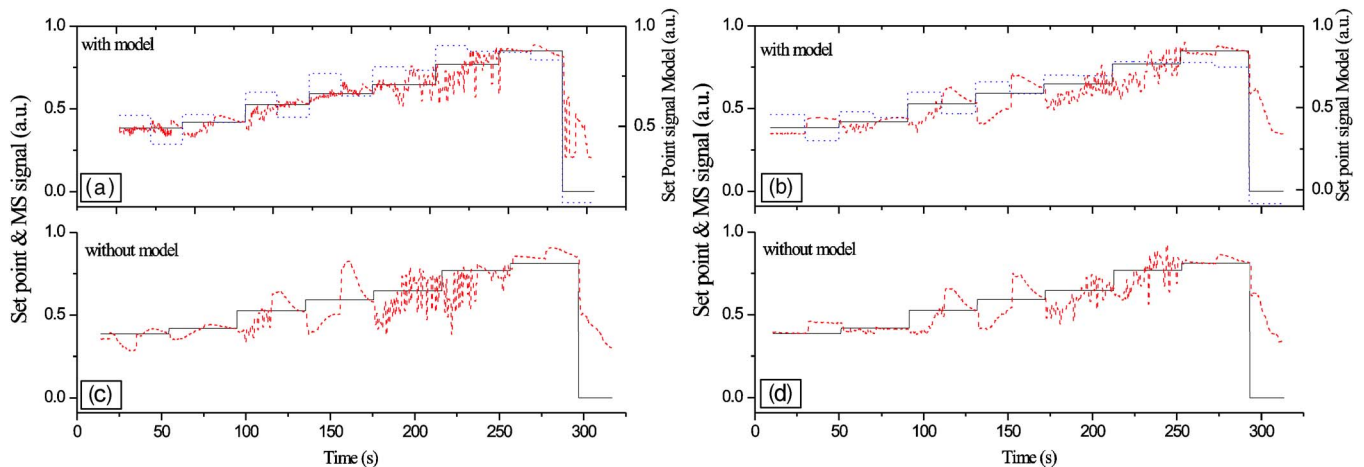 1.0
0.5
0.0
with model
(a)
1.0
0.5
Set Point signal Model (a.u.)
1.0
0.5
0.0
without model
(c)
0 50 100 150 200 250 300
Time (s)
Set point & MS signal (a.u.)
1.0
0.5
0.0
with model
(b)
1.0
0.5
0.0
Set point signal Model (a.u.)
1.0
0.5
0.0
without model
(d)
0 50 100 150 200 250 300
Time (s)
Set point & MS signal (a.u.)